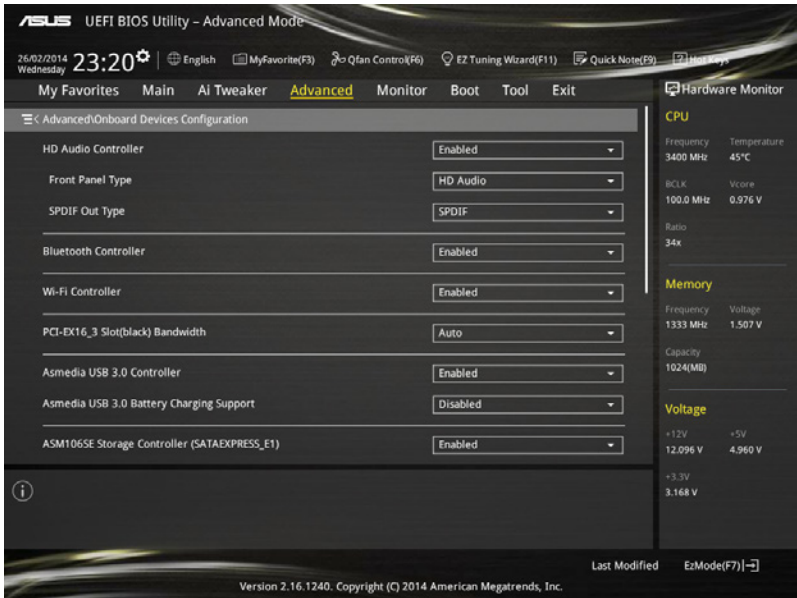 ASUS UEFI BIOS Utility – Advanced Mode
26/02/2014
Wednesday
23:20
English
MyFavorite(F3)
Qfan Control(F6)
EZ Tuning Wizard(F11)
Quick Note(F9)
Hot Keys
My Favorites Main Ai Tweaker Advanced Monitor Boot Tool Exit
Advanced\Onboard Devices Configuration
HD Audio Controller Enabled
Front Panel Type HD Audio
SPDIF Out Type SPDIF
Bluetooth Controller Enabled
Wi-Fi Controller Enabled
PCI-EX16_3 Slot(black) Bandwidth Auto
Asmedia USB 3.0 Controller Enabled
Asmedia USB 3.0 Battery Charging Support Disabled
ASM106SE Storage Controller (SATAEXPRESS_E1) Enabled
Hardware Monitor
CPU
Frequency Temperature
3400 MHz 45°C
BCLK Vcore
100.0 MHz 0.976 V
Ratio
34x
Memory
Frequency Voltage
1333 MHz 1.507 V
Capacity
1024(MB)
Voltage
+12V +5V
12.096 V 4.960 V
+3.3V
3.168 V
Last Modified EzMode(F7)
Version 2.16.1240. Copyright (C) 2014 American Megatrends, Inc.